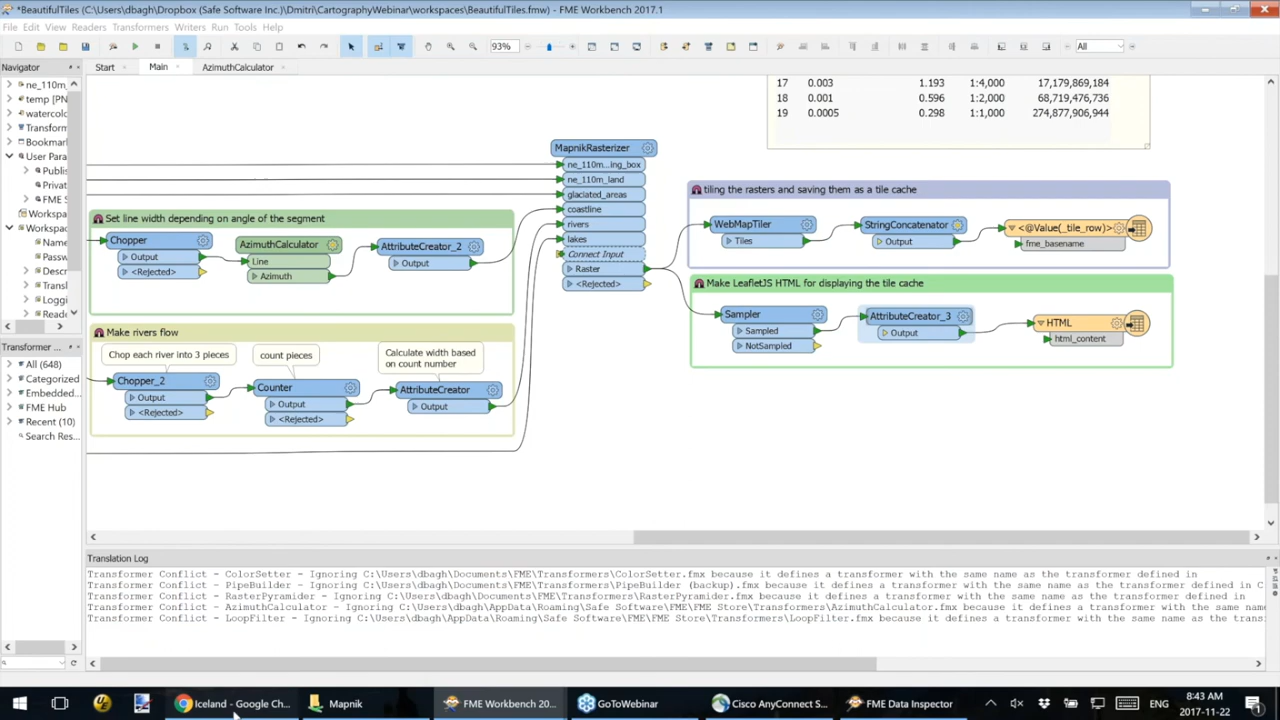 *BeautifulTiles (C:\Users\dbagh\Dropbox (Safe Software Inc.)\Dmitri\CartographyWebinar\workspaces\BeautifulTiles.fmw) - FME Workbench 2017.1
File Edit View Readers Transformers Writers Run Tools Help
93%
All
Navigator
Start
Main
AzimuthCalculator
ne_110m_
temp [PN
watercolo
Transform
Bookmar
User Para
Publis
Privat
FME S
Workspa
Workspa
Name
Passw
Descr
Transl
Loggi
Param
Transformer ...
All (648)
Categorized
Embedded
FME Hub
Recent (10)
Search Res...
17 0.003 1.193 1:4,000 17,179,869,184
18 0.001 0.596 1:2,000 68,719,476,736
19 0.0005 0.298 1:1,000 274,877,906,944
MapnikRasterizer
ne_110m...ing_box
ne_110m_land
glaciated_areas
coastline
rivers
lakes
Connect Input
Raster
<Rejected>
Set line width depending on angle of the segment
Chopper
Output
<Rejected>
AzimuthCalculator
Line
Azimuth
AttributeCreator_2
Output
Make rivers flow
Chop each river into 3 pieces
count pieces
Calculate width based
on count number
Chopper_2
Output
<Rejected>
Counter
Output
<Rejected>
AttributeCreator
Output
tiling the rasters and saving them as a tile cache
WebMapTiler
Tiles
StringConcatenator
Output
<@Value(_tile_row)>
fme_basename
Make LeafletJS HTML for displaying the tile cache
Sampler
Sampled
NotSampled
AttributeCreator_3
Output
HTML
html_content
Translation Log
Transformer Conflict - ColorSetter - Ignoring C:\Users\dbagh\Documents\FME\Transformers\ColorSetter.fmx because it defines a transformer with the same name as the transformer defined in
Transformer Conflict - PipeBuilder - Ignoring C:\Users\dbagh\Documents\FME\Transformers\PipeBuilder (backup).fmx because it defines a transformer with the same name as the transformer defined in C
Transformer Conflict - RasterPyramider - Ignoring C:\Users\dbagh\Documents\FME\Transformers\RasterPyramider.fmx because it defines a transformer with the same name as the transformer defined in
Transformer Conflict - AzimuthCalculator - Ignoring C:\Users\dbagh\AppData\Roaming\Safe Software\FME\FME Store\Transformers\AzimuthCalculator.fmx because it defines a transformer with the same
Transformer Conflict - LoopFilter - Ignoring C:\Users\dbagh\AppData\Roaming\Safe Software\FME\FME Store\Transformers\LoopFilter.fmx because it defines a transformer with the same name as the trans
Iceland - Google Ch...
Mapnik
FME Workbench 20...
GoToWebinar
Cisco AnyConnect S...
FME Data Inspector
ENG
8:43 AM
2017-11-22